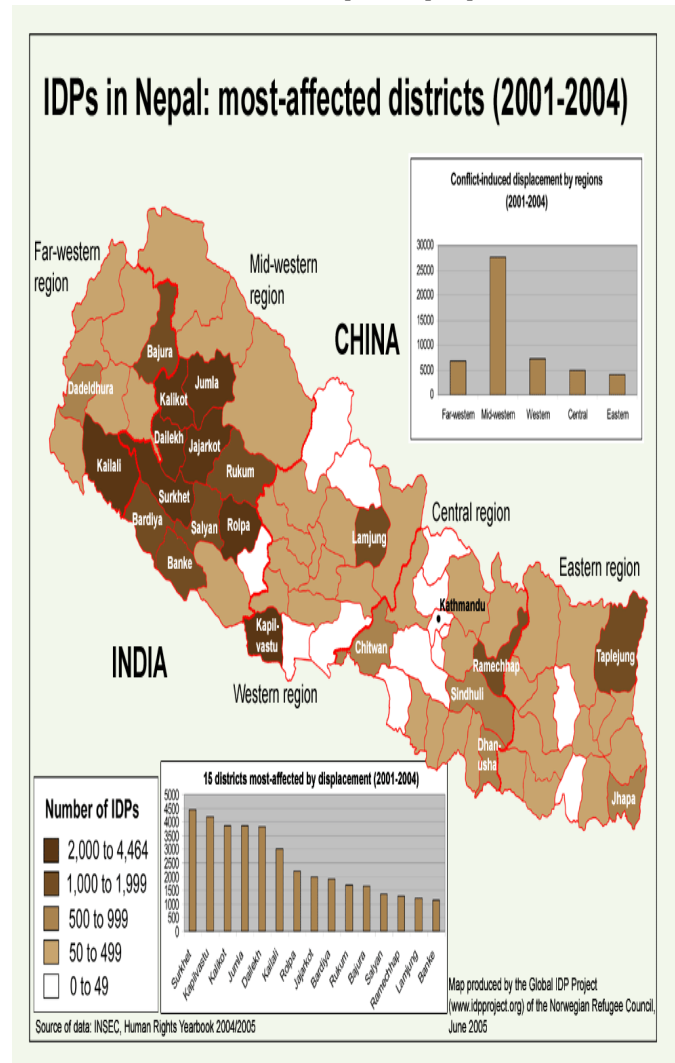 IDPs in Nepal: most-affected districts (2001-2004)
Conflict-induced displacement by regions
(2001-2004)
30000
25000
20000
15000
10000
5000
0
Far-western
Mid-western
Western
Central
Eastern
Far-western
region
Mid-western
region
CHINA
Bajura
Jumla
Kalikot
Dadeldhura
Dailekh
Jajarkot
Kailali
Rukum
Surkhet
Bardiya
Salyan
Rolpa
Banke
Lamjung
Central region
Eastern region
Kathmandu
Kapil-
vastu
Chitwan
Ramechhap
Taplejung
INDIA
Western region
Sindhuli
Dhan-
usha
Jhapa
15 districts most-affected by displacement (2001-2004)
5000
4500
4000
3500
3000
2500
2000
1500
1000
500
0
Surkhet
Kapilvastu
Kalikot
Jumla
Dailekh
Kailali
Rolpa
Jajarkot
Bardiya
Rukum
Bajura
Salyan
Ramechhap
Lamjung
Banke
Number of IDPs
2,000 to 4,464
1,000 to 1,999
500 to 999
50 to 499
0 to 49
Map produced by the Global IDP Project
(www.idpproject.org) of the Norwegian Refugee Council,
June 2005
Source of data: INSEC, Human Rights Yearbook 2004/2005